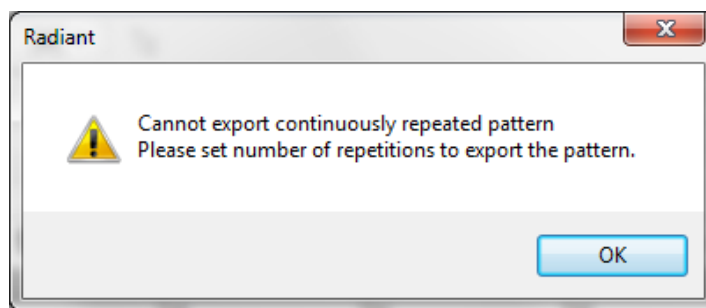 Radiant
Cannot export continuously repeated pattern
Please set number of repetitions to export the pattern.
OK